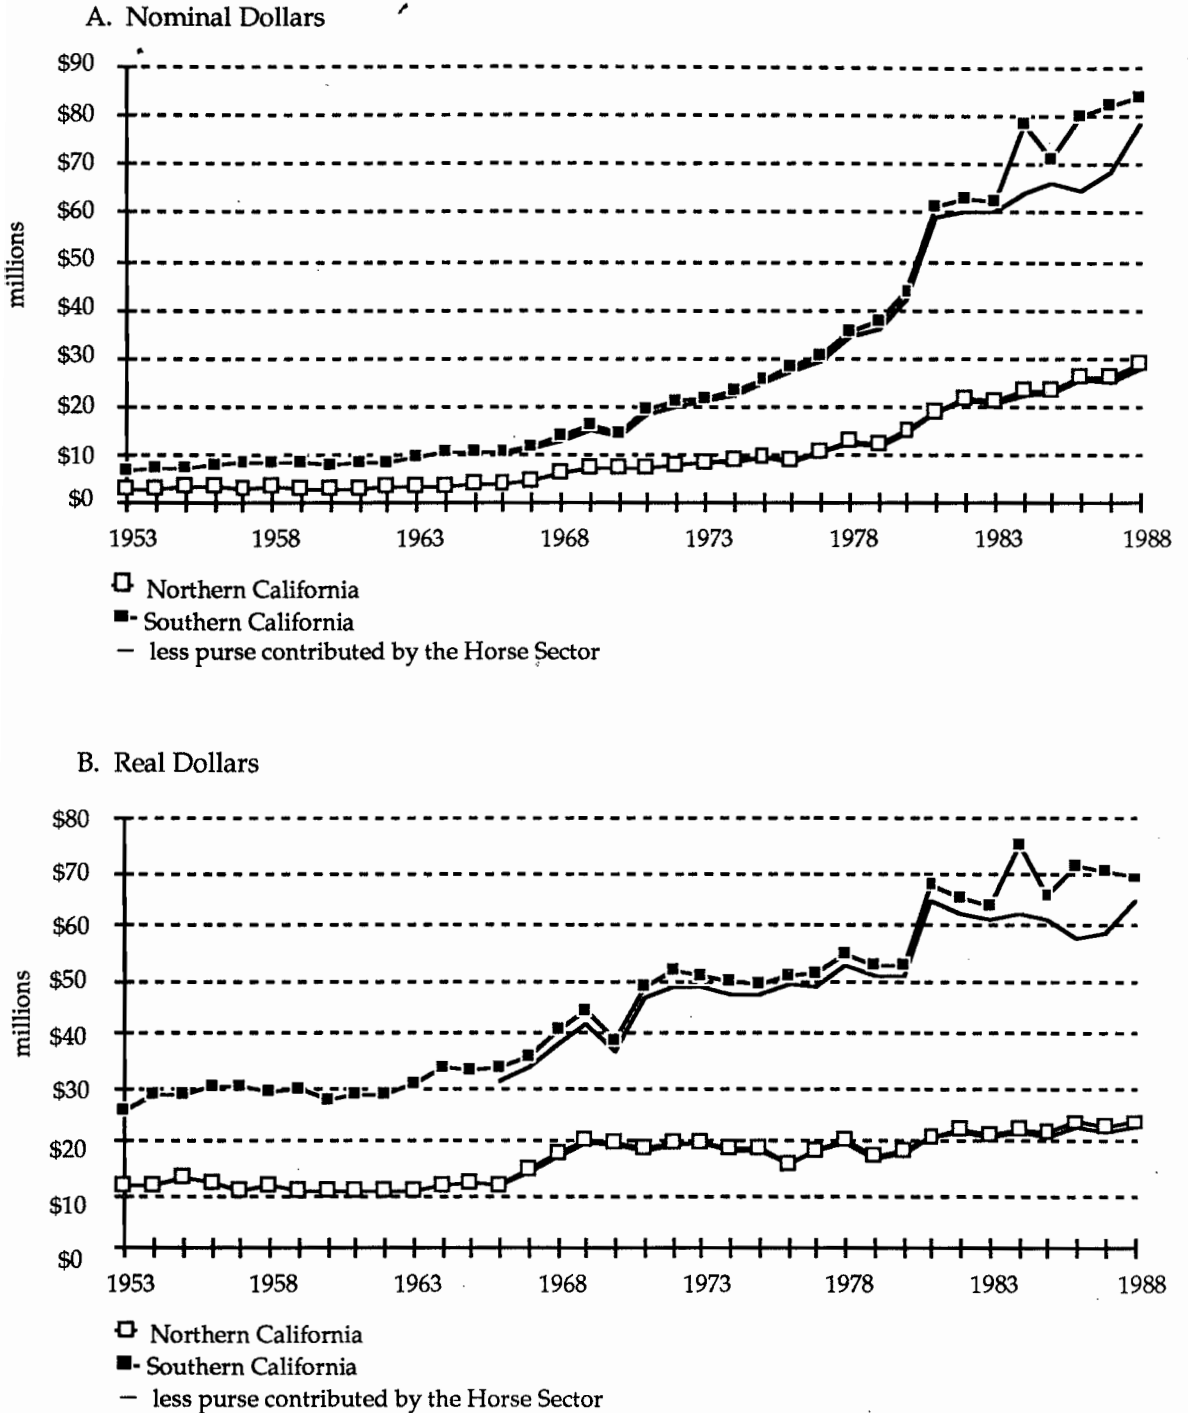 A. Nominal Dollars
$90
$80
$70
$60
$50
$40
$30
$20
$10
$0
millions
1953 1958 1963 1968 1973 1978 1983 1988
Northern California
Southern California
less purse contributed by the Horse Sector
B. Real Dollars
$80
$70
$60
$50
$40
$30
$20
$10
$0
millions
1953 1958 1963 1968 1973 1978 1983 1988
Northern California
Southern California
less purse contributed by the Horse Sector